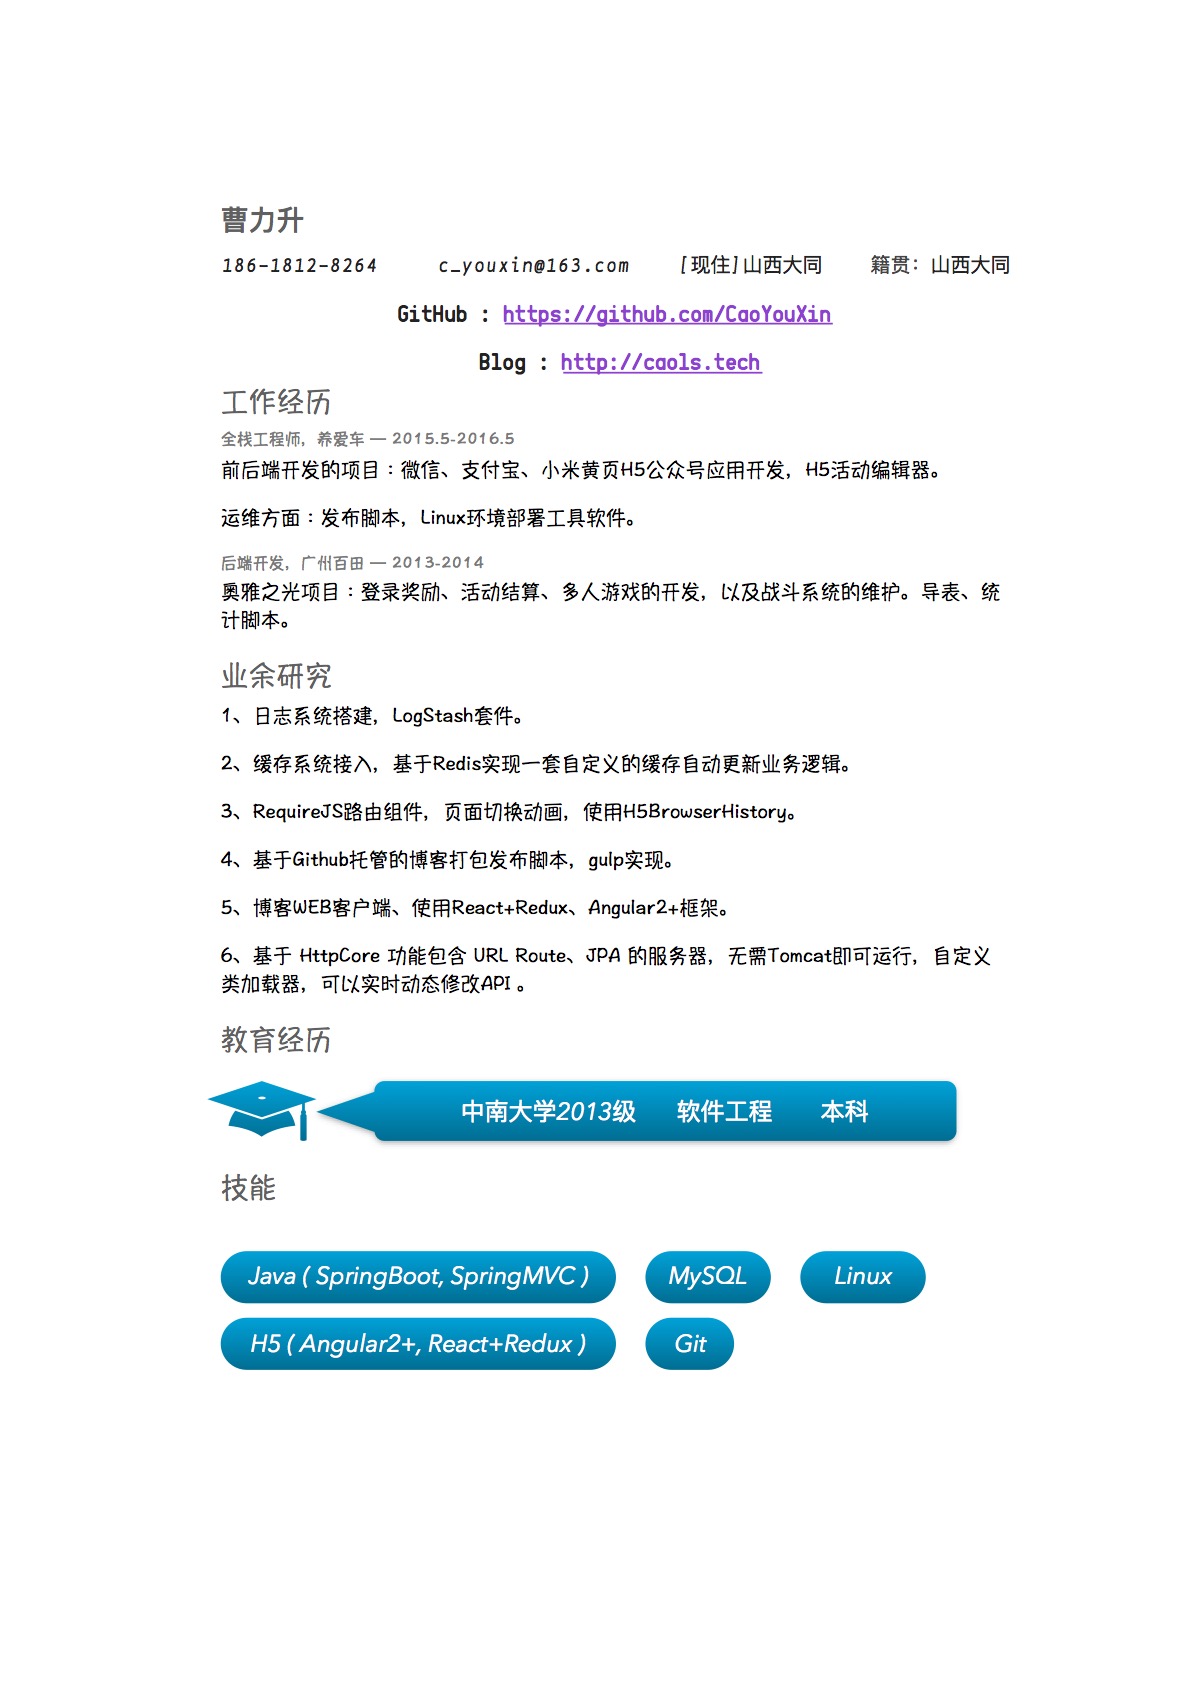 曹力升
186-1812-8264 c_youxin@163.com [现住]山西大同 籍贯：山西大同
GitHub : https://github.com/CaoYouXin
Blog : http://caols.tech
工作经历
全栈工程师，养爱车 — 2015.5-2016.5
前后端开发的项目：微信、支付宝、小米黄页H5公众号应用开发，H5活动编辑器。
运维方面：发布脚本，Linux环境部署工具软件。
后端开发，广州百田 — 2013-2014
奥雅之光项目：登录奖励、活动结算、多人游戏的开发，以及战斗系统的维护。导表、统
计脚本。
业余研究
1、日志系统搭建，LogStash套件。
2、缓存系统接入，基于Redis实现一套自定义的缓存自动更新业务逻辑。
3、RequireJS路由组件，页面切换动画，使用H5BrowserHistory。
4、基于Github托管的博客打包发布脚本，gulp实现。
5、博客WEB客户端、使用React+Redux、Angular2+框架。
6、基于 HttpCore 功能包含 URL Route、JPA 的服务器，无需Tomcat即可运行，自定义
类加载器，可以实时动态修改API 。
教育经历
中南大学2013级 软件工程 本科
技能
Java ( SpringBoot, SpringMVC ) MySQL Linux
H5 ( Angular2+, React+Redux ) Git